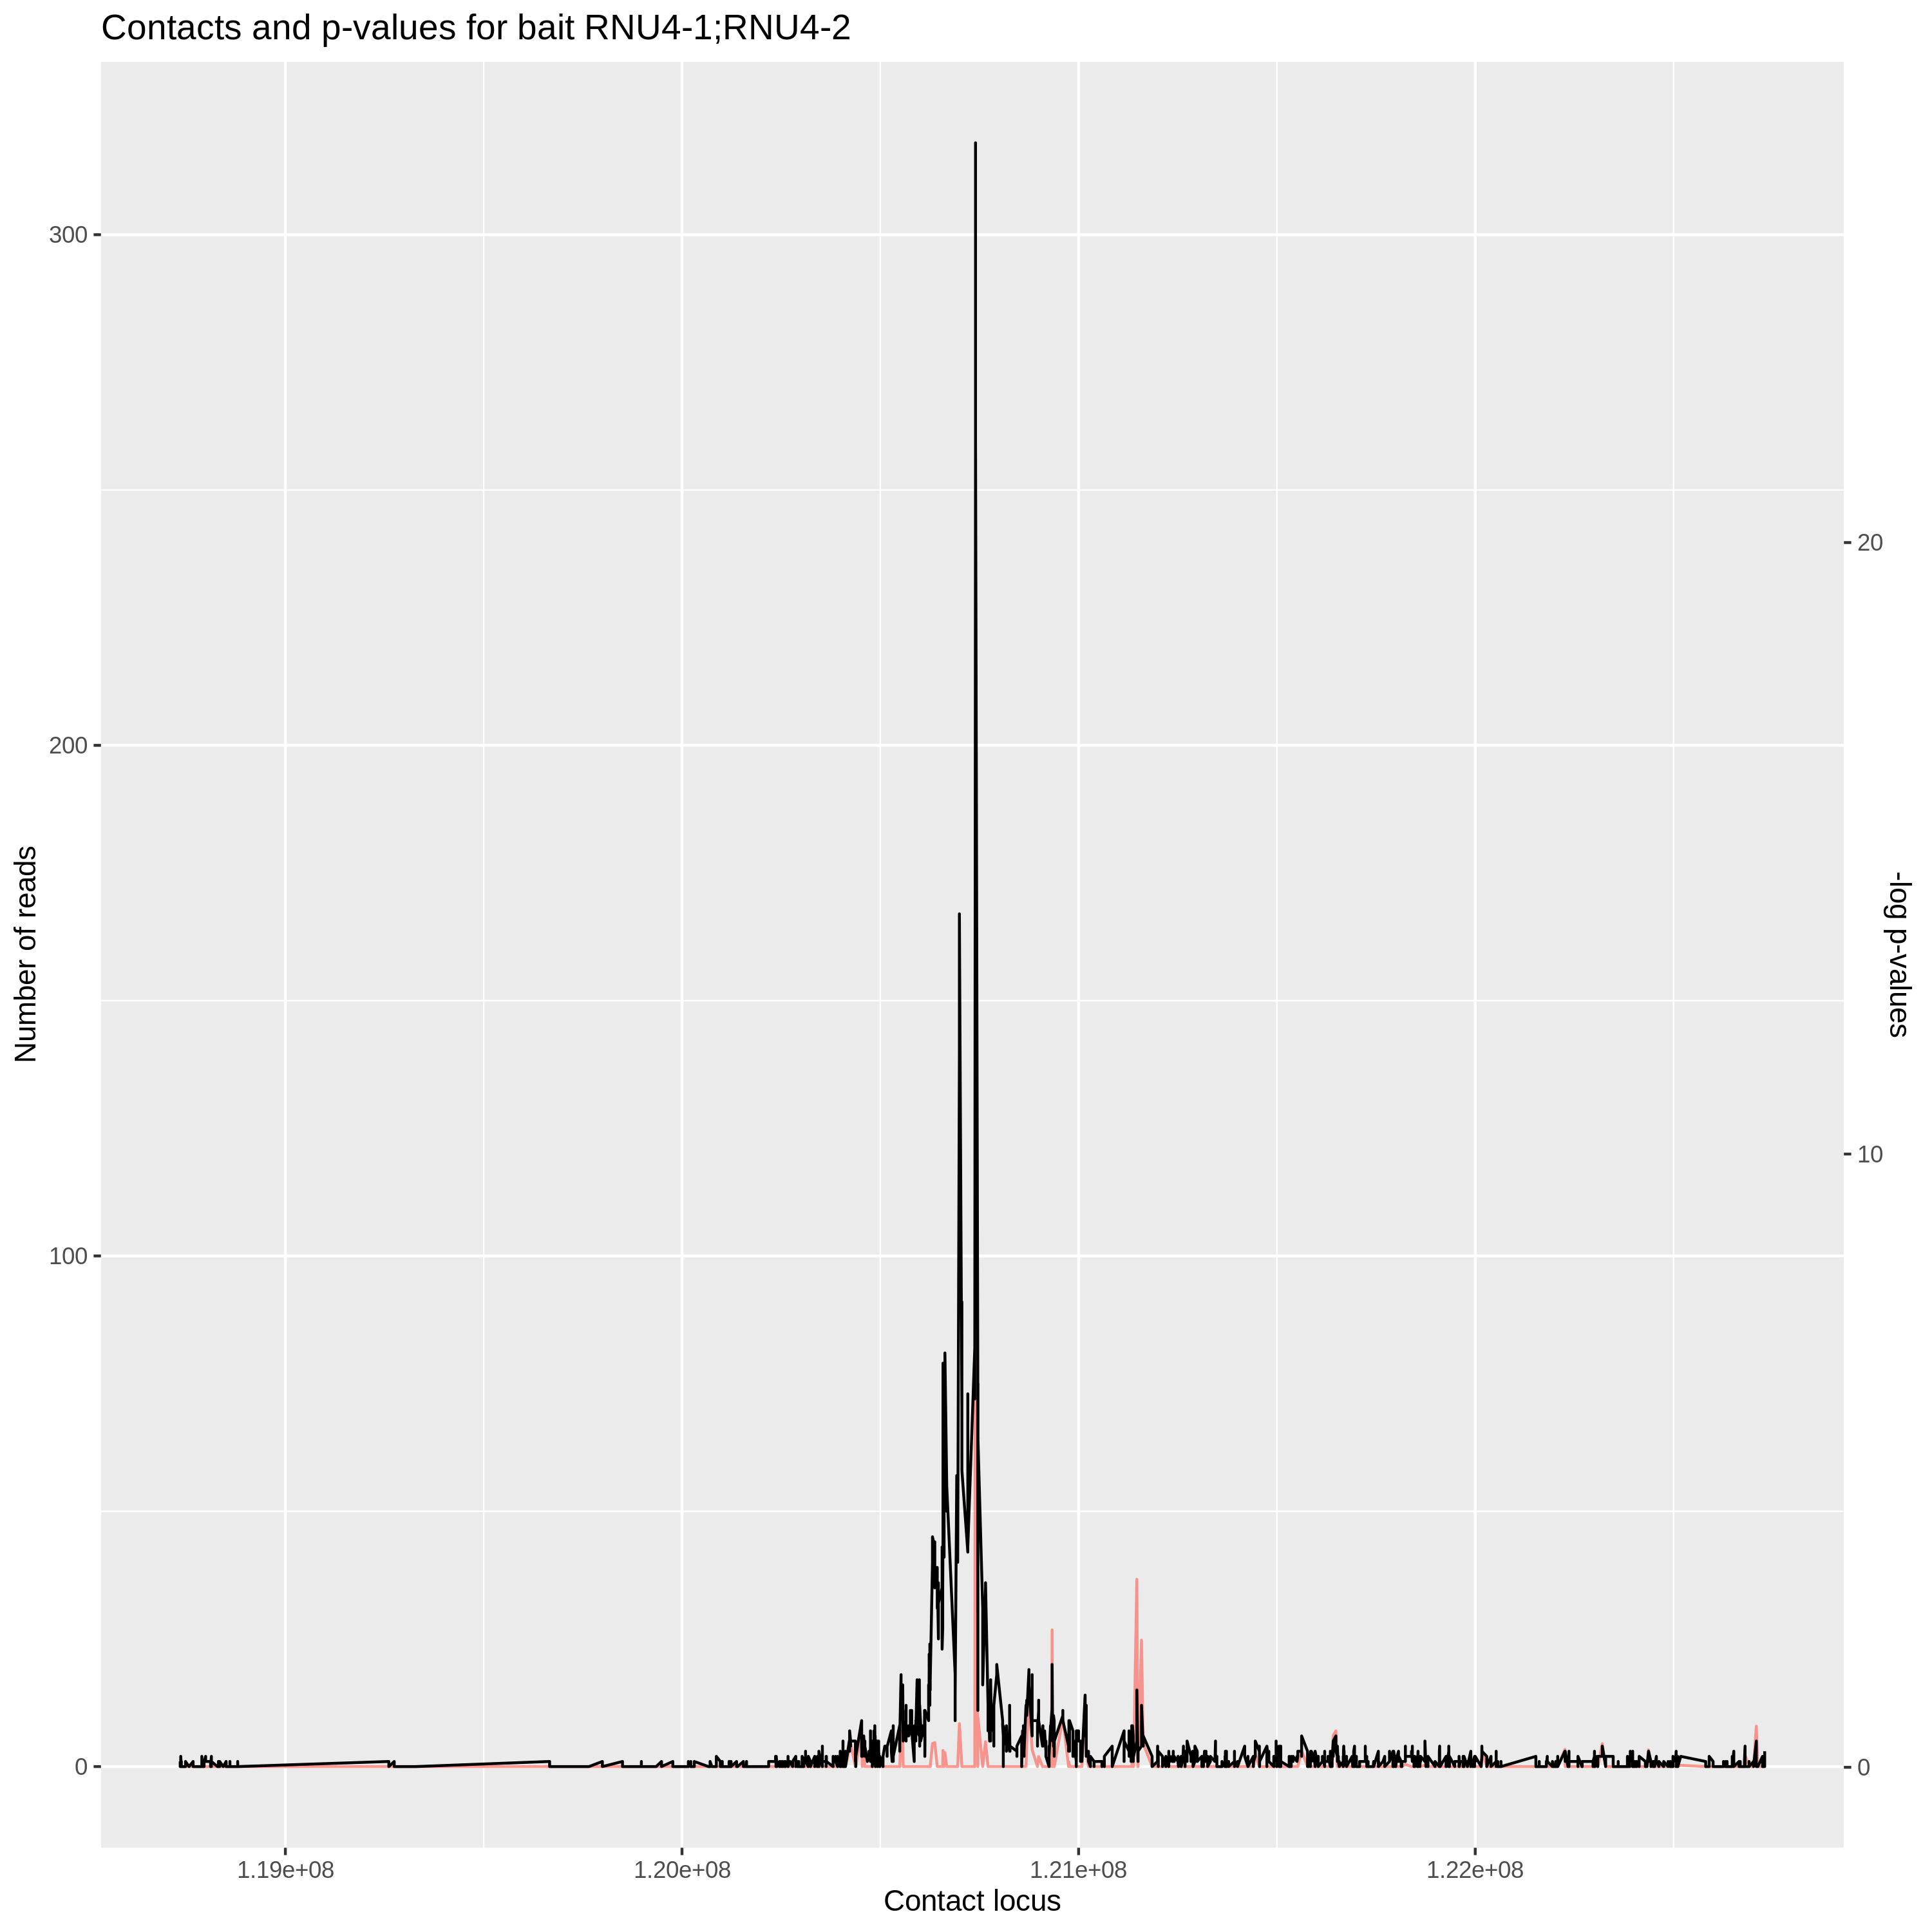 Contacts and p-values for bait RNU4-1;RNU4-2
300
200
100
0
Number of reads
20
10
0
-log p-values
1.19e+08
1.20e+08
1.21e+08
1.22e+08
Contact locus